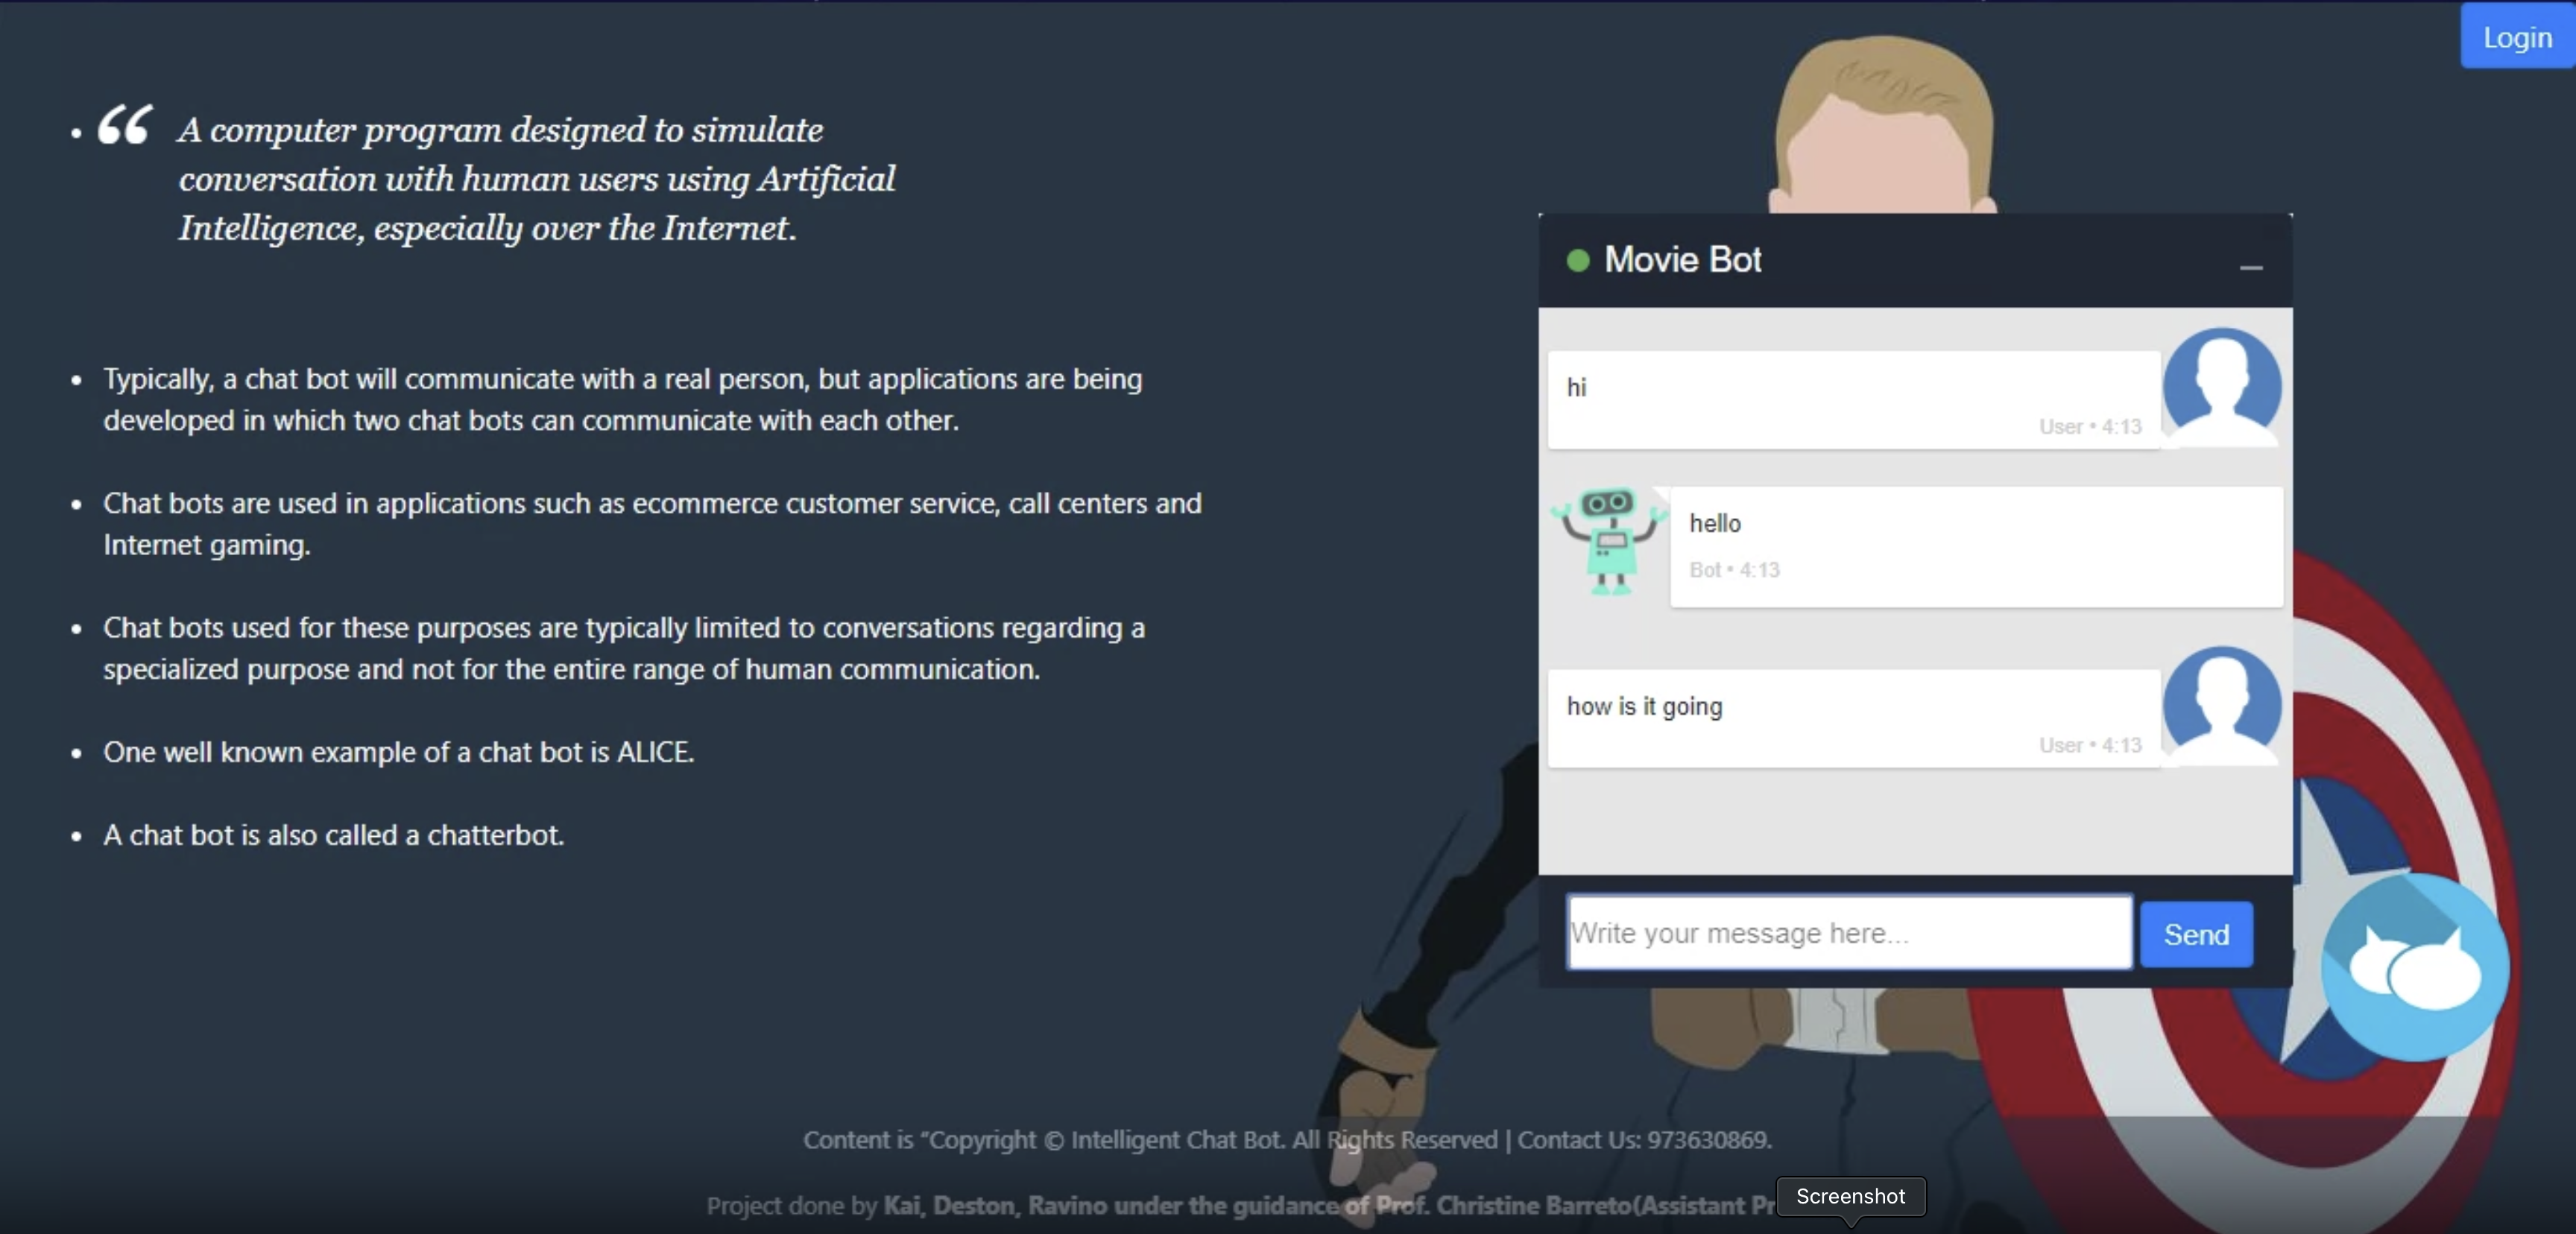 Login
“ A computer program designed to simulate
conversation with human users using Artificial
Intelligence, especially over the Internet.
• Typically, a chat bot will communicate with a real person, but applications are being
developed in which two chat bots can communicate with each other.
• Chat bots are used in applications such as ecommerce customer service, call centers and
Internet gaming.
• Chat bots used for these purposes are typically limited to conversations regarding a
specialized purpose and not for the entire range of human communication.
• One well known example of a chat bot is ALICE.
• A chat bot is also called a chatterbot.
Movie Bot
hi
User • 4:13
hello
Bot • 4:13
how is it going
User • 4:13
Write your message here...
Send
Content is “Copyright © Intelligent Chat Bot. All Rights Reserved | Contact Us: 973630869.
Project done by Kai, Deston, Ravino under the guidance of Prof. Christine Barreto(Assistant
Screenshot